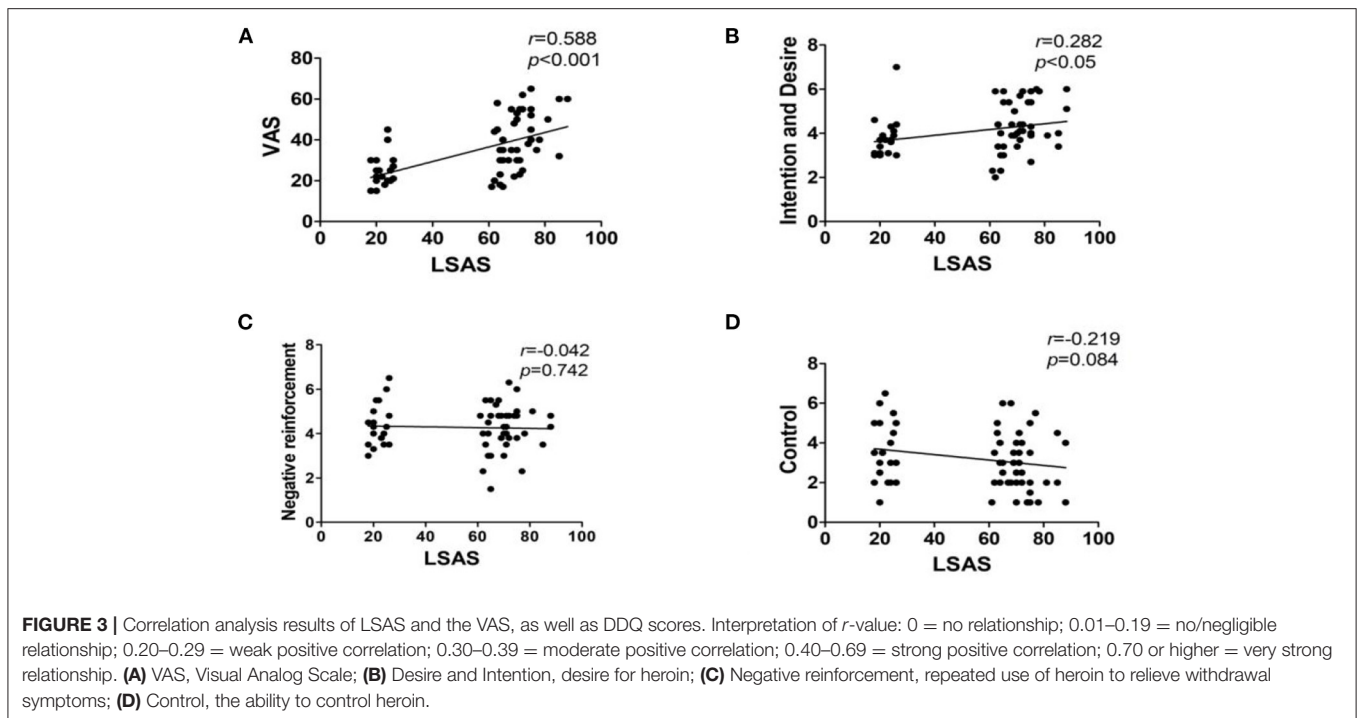 A
r=0.588
p<0.001
80
60
40
20
0
VAS
0 20 40 60 80 100
LSAS
B
r=0.282
p<0.05
8
6
4
2
0
Intention and Desire
0 20 40 60 80 100
LSAS
C
r=-0.042
p=0.742
8
6
4
2
0
Negative reinforcement
0 20 40 60 80 100
LSAS
D
r=-0.219
p=0.084
8
6
4
2
0
Control
0 20 40 60 80 100
LSAS
FIGURE 3 | Correlation analysis results of LSAS and the VAS, as well as DDQ scores. Interpretation of r-value: 0 = no relationship; 0.01–0.19 = no/negligible
relationship; 0.20–0.29 = weak positive correlation; 0.30–0.39 = moderate positive correlation; 0.40–0.69 = strong positive correlation; 0.70 or higher = very strong
relationship. (A) VAS, Visual Analog Scale; (B) Desire and Intention, desire for heroin; (C) Negative reinforcement, repeated use of heroin to relieve withdrawal
symptoms; (D) Control, the ability to control heroin.